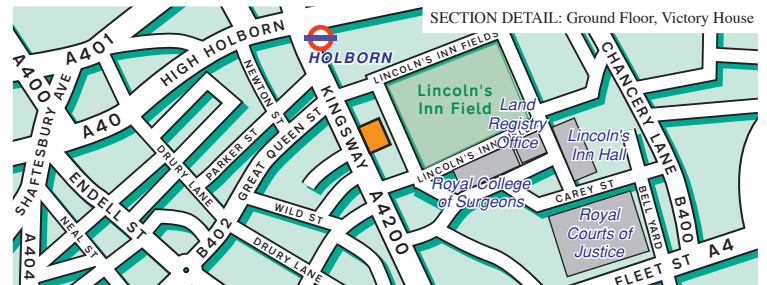 SECTION DETAIL: Ground Floor, Victory House
A401
HIGH HOLBORN
HOLBORN
A400
SHAFTESBURY AVE
A40
NEWTON ST
LINCOLN'S INN FIELDS
CHANCERY LANE
Lincoln's
Inn Field
Land
Registry
Office
Lincoln's
Inn Hall
KINGSWAY
PARKER ST
GREAT QUEEN ST
DRURY LANE
LINCOLN'S INN
Royal College
of Surgeons
ENDELL ST
NEAL ST
WILD ST
CAREY ST
BELL YARD
B400
Royal
Courts of
Justice
A404
B402
DRURY LANE
A4200
FLEET ST
A4